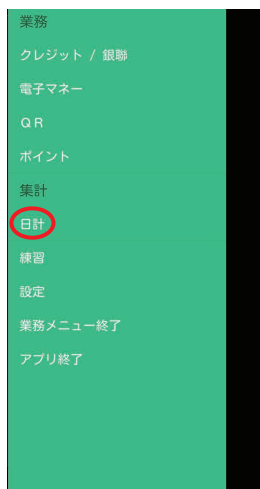 業務
クレジット / 銀聯
電子マネー
ＱＲ
ポイント
集計
日計
練習
設定
業務メニュー終了
アプリ終了